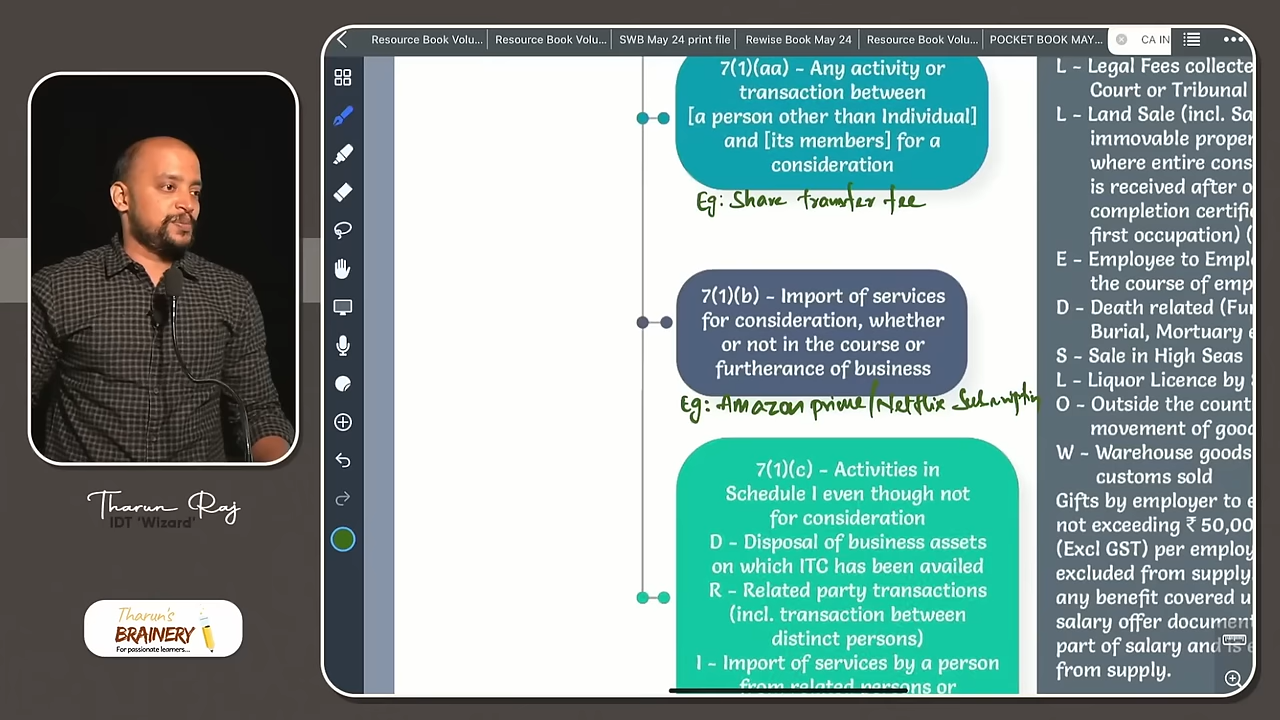 Resource Book Volu...
Resource Book Volu...
SWB May 24 print file
Rewise Book May 24
Resource Book Volu...
POCKET BOOK MAY...
CA IN
7(1)(aa) - Any activity or
transaction between
[a person other than Individual]
and [its members] for a
consideration
Eg: Share transfer fee
7(1)(b) - Import of services
for consideration, whether
or not in the course or
furtherance of business
Eg: Amazon prime/Netflix Subscription
7(1)(c) - Activities in
Schedule I even though not
for consideration
D - Disposal of business assets
on which ITC has been availed
R - Related party transactions
(incl. transaction between
distinct persons)
I - Import of services by a person
from related persons or
L - Legal Fees collecte
Court or Tribunal
L - Land Sale (incl. Sa
immovable proper
where entire cons
is received after o
completion certifi
first occupation) (
E - Employee to Empl
the course of emp
D - Death related (Fu
Burial, Mortuary e
S - Sale in High Seas
L - Liquor Licence by
O - Outside the count
movement of goo
W - Warehouse goods
customs sold
Gifts by employer to e
not exceeding ₹ 50,00
(Excl GST) per employ
excluded from supply.
any benefit covered u
salary offer document
part of salary and is e
from supply.
Tharun Raj
IDT 'Wizard'
Tharun's
BRAINERY
For passionate learners...